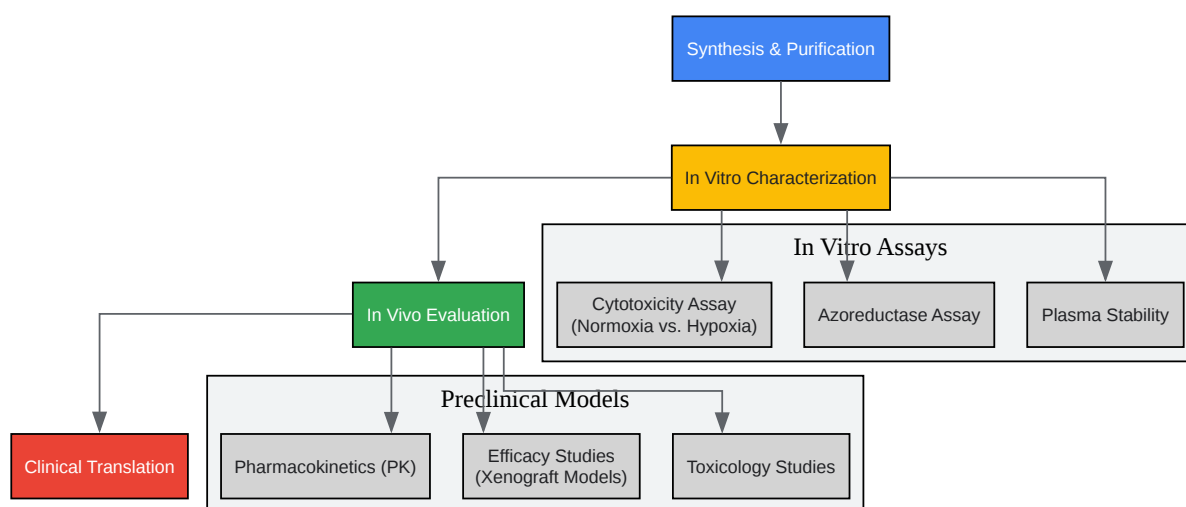 Synthesis & Purification
In Vitro Characterization
In Vitro Assays
Cytotoxicity Assay
(Normoxia vs. Hypoxia)
Azoreductase Assay
Plasma Stability
In Vivo Evaluation
Preclinical Models
Clinical Translation
Pharmacokinetics (PK)
Efficacy Studies
(Xenograft Models)
Toxicology Studies